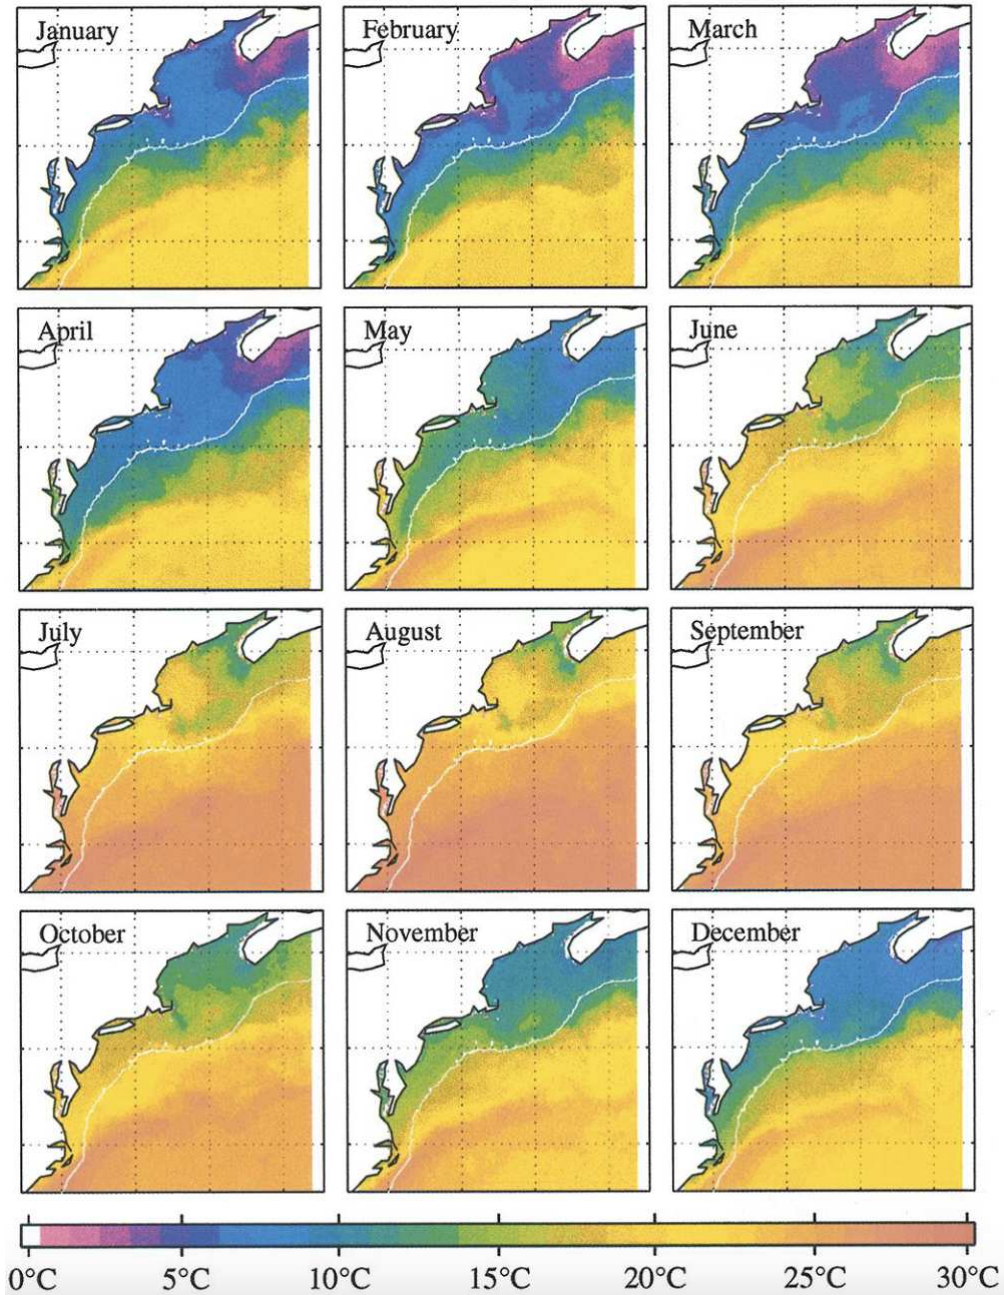 January February March
April May June
July August September
October November December
0°C 5°C 10°C 15°C 20°C 25°C 30°C